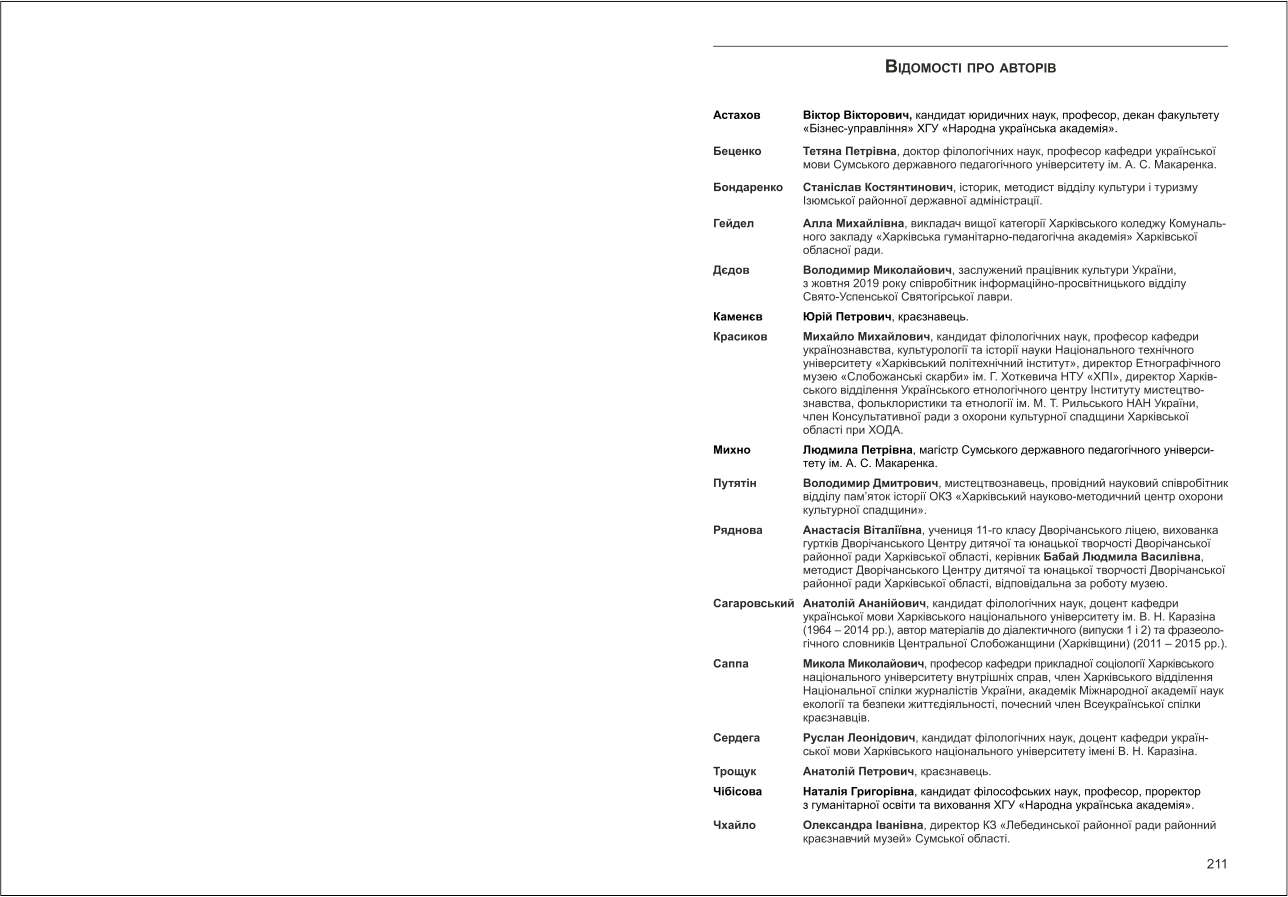 Відомості про авторів
Астахов Віктор Вікторович, кандидат юридичних наук, професор, декан факультету
«Бізнес-управління» ХГУ «Народна українська академія».
Беценко Тетяна Петрівна, доктор філологічних наук, професор кафедри української
мови Сумського державного педагогічного університету ім. А. С. Макаренка.
Бондаренко Станіслав Костянтинович, історик, методист відділу культури і туризму
Ізюмської районної державної адміністрації.
Гейдел Алла Михайлівна, викладач вищої категорії Харківського коледжу Комуналь-
ного закладу «Харківська гуманітарно-педагогічна академія» Харківської
обласної ради.
Дєдов Володимир Миколайович, заслужений працівник культури України,
з жовтня 2019 року співробітник інформаційно-просвітницького відділу
Свято-Успенської Святогірської лаври.
Каменєв Юрій Петрович, краєзнавець.
Красиков Михайло Михайлович, кандидат філологічних наук, професор кафедри
українознавства, культурології та історії науки Національного технічного
університету «Харківський політехнічний інститут», директор Етнографічного
музею «Слобожанські скарби» ім. Г. Хоткевича НТУ «ХПІ», директор Харків-
ського відділення Українського етнологічного центру Інституту мистецтво-
знавства, фольклористики та етнології ім. М. Т. Рильського НАН України,
член Консультативної ради з охорони культурної спадщини Харківської
області при ХОДА.
Михно Людмила Петрівна, магістр Сумського державного педагогічного універси-
тету ім. А. С. Макаренка.
Путятін Володимир Дмитрович, мистецтвознавець, провідний науковий співробітник
відділу пам’яток історії ОКЗ «Харківський науково-методичний центр охорони
культурної спадщини».
Ряднова Анастасія Віталіївна, учениця 11-го класу Дворічанського ліцею, вихованка
гуртків Дворічанського Центру дитячої та юнацької творчості Дворічанської
районної ради Харківської області, керівник Бабай Людмила Василівна,
методист Дворічанського Центру дитячої та юнацької творчості Дворічанської
районної ради Харківської області, відповідальна за роботу музею.
Сагаровський Анатолій Ананійович, кандидат філологічних наук, доцент кафедри
української мови Харківського національного університету ім. В. Н. Каразіна
(1964 – 2014 рр.), автор матеріалів до діалектичного (випуски 1 і 2) та фразеоло-
гічного словників Центральної Слобожанщини (Харківщини) (2011 – 2015 рр.).
Саппа Микола Миколайович, професор кафедри прикладної соціології Харківського
національного університету внутрішніх справ, член Харківського відділення
Національної спілки журналістів України, академік Міжнародної академії наук
екології та безпеки життєдіяльності, почесний член Всеукраїнської спілки
краєзнавців.
Сердега Руслан Леонідович, кандидат філологічних наук, доцент кафедри україн-
ської мови Харківського національного університету імені В. Н. Каразіна.
Трощук Анатолій Петрович, краєзнавець.
Чібісова Наталія Григорівна, кандидат філософських наук, професор, проректор
з гуманітарної освіти та виховання ХГУ «Народна українська академія».
Чхайло Олександра Іванівна, директор КЗ «Лебединської районної ради районний
краєзнавчий музей» Сумської області.
211